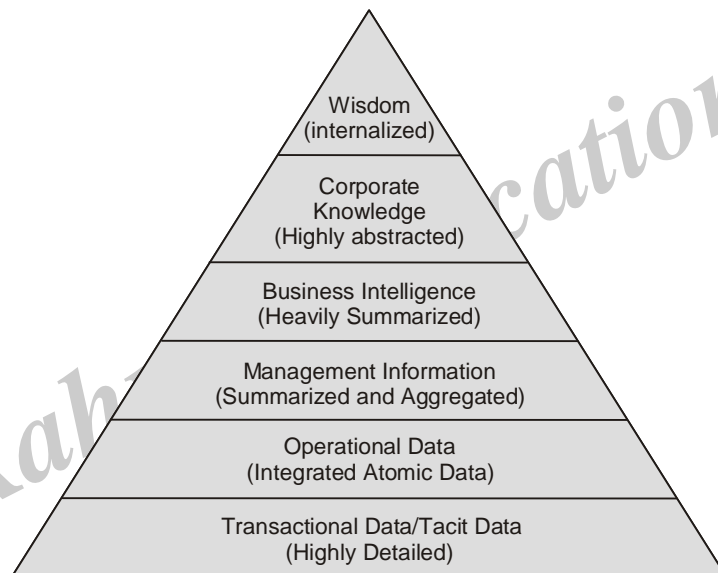 Wisdom
(internalized)
Corporate
Knowledge
(Highly abstracted)
Business Intelligence
(Heavily Summarized)
Management Information
(Summarized and Aggregated)
Operational Data
(Integrated Atomic Data)
Transactional Data/Tacit Data
(Highly Detailed)